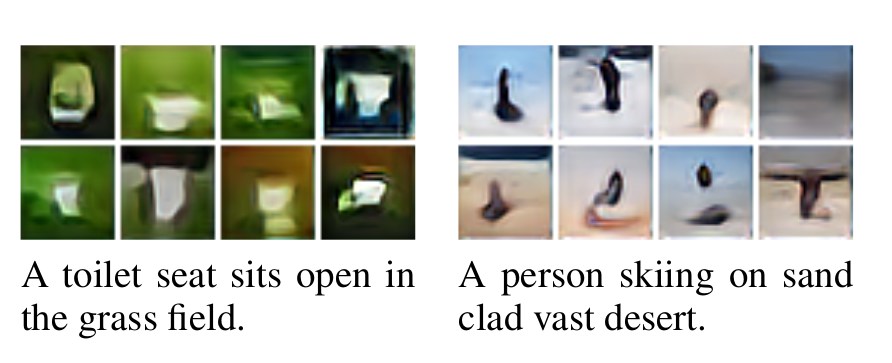 A toilet seat sits open in
the grass field.
A person skiing on sand
clad vast desert.